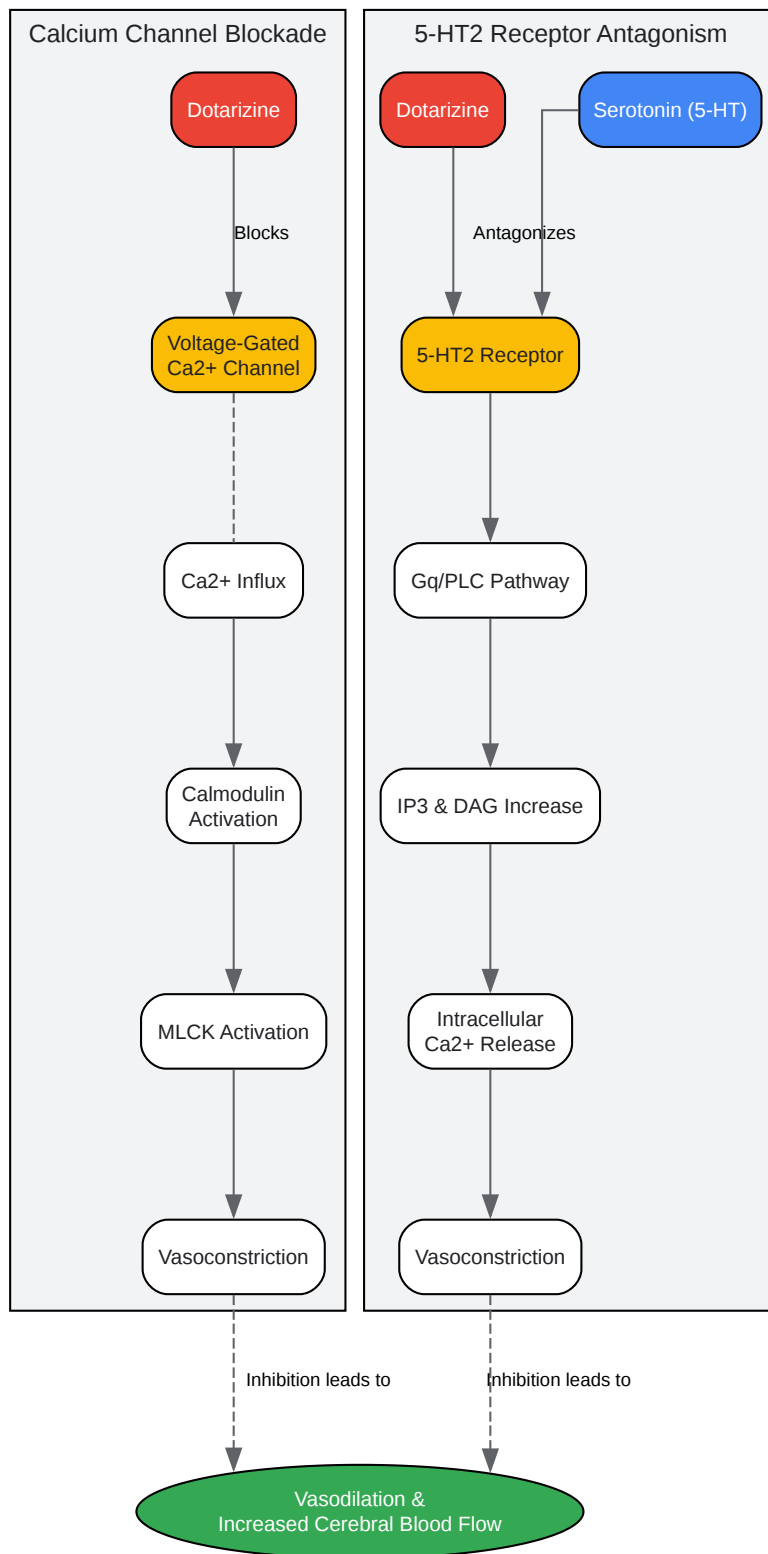 Calcium Channel Blockade
Dotarizine
Blocks
Voltage-Gated
Ca2+ Channel
Ca2+ Influx
Calmodulin
Activation
MLCK Activation
Vasoconstriction
Inhibition leads to
5-HT2 Receptor Antagonism
Dotarizine
Serotonin (5-HT)
Antagonizes
5-HT2 Receptor
Gq/PLC Pathway
IP3 & DAG Increase
Intracellular
Ca2+ Release
Vasoconstriction
Inhibition leads to
Vasodilation &
Increased Cerebral Blood Flow